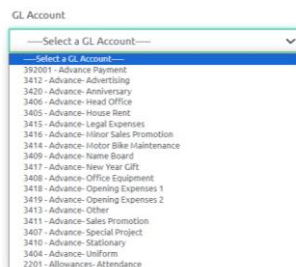 GL Account
-----Select a GL Account-----
-----Select a GL Account-----
392001 - Advance Payment
3412 - Advance- Advertising
3420 - Advance- Anniversary
3406 - Advance- Head Office
3405 - Advance- House Rent
3415 - Advance- Legal Expenses
3416 - Advance- Minor Sales Promotion
3414 - Advance- Motor Bike Maintenance
3409 - Advance- Name Board
3417 - Advance- New Year Gift
3408 - Advance- Office Equipment
3418 - Advance- Opening Expenses 1
3419 - Advance- Opening Expenses 2
3413 - Advance- Other
3411 - Advance- Sales Promotion
3407 - Advance- Special Project
3410 - Advance- Stationary
3404 - Advance- Uniform
2201 - Allowances- Attendance